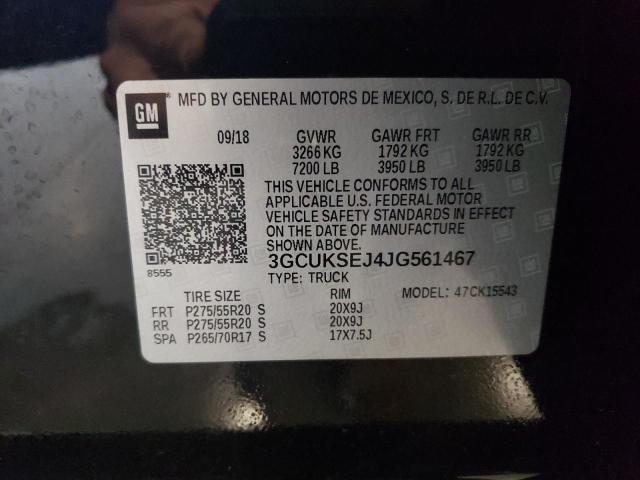 GM
MFD BY GENERAL MOTORS DE MEXICO, S. DE R.L. DE C.V.
09/18 GVWR GAWR FRT GAWR RR
3266 KG 1792 KG 1792 KG
7200 LB 3950 LB 3950 LB
THIS VEHICLE CONFORMS TO ALL
APPLICABLE U.S. FEDERAL MOTOR
VEHICLE SAFETY STANDARDS IN EFFECT
ON THE DATE OF MANUFACTURE
SHOWN ABOVE.
3GCUKSEJ4JG561467
8555
TYPE: TRUCK
TIRE SIZE RIM MODEL: 47CK15543
FRT P275/55R20 S 20X9J
RR P275/55R20 S 20X9J
SPA P265/70R17 S 17X7.5J